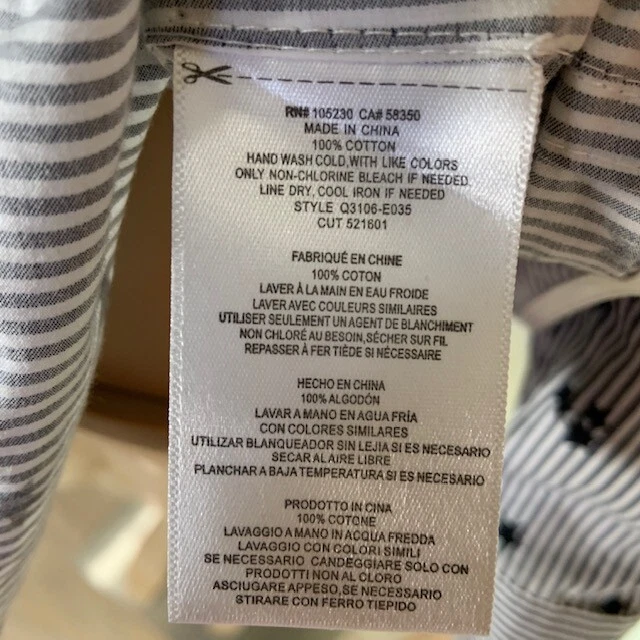 RN# 105230 CA# 58350
MADE IN CHINA
100% COTTON
HAND WASH COLD,WITH LIKE COLORS
ONLY NON-CHLORINE BLEACH IF NEEDED.
LINE DRY, COOL IRON IF NEEDED
STYLE Q3106-E035
CUT 521601
FABRIQUÉ EN CHINE
100% COTON
LAVER À LA MAIN EN EAU FROIDE
LAVER AVEC COULEURS SIMILAIRES
UTILISER SEULEMENT UN AGENT DE BLANCHIMENT
NON CHLORÉ AU BESOIN,SÉCHER SUR FIL
REPASSER À FER TIÈDE SI NÉCESSAIRE
HECHO EN CHINA
100% ALGODÓN
LAVAR A MANO EN AGUA FRÍA
CON COLORES SIMILARES
UTILIZAR BLANQUEADOR SIN LEJIA SI ES NECESARIO
SECAR AL AIRE LIBRE
PLANCHAR A BAJA TEMPERATURA SI ES NECESARIO
PRODOTTO IN CINA
100% COTONE
LAVAGGIO A MANO IN ACQUA FREDDA
LAVAGGIO CON COLORI SIMILI
SE NECESSARIO CANDEGGIARE SOLO CON
PRODOTTI NON AL CLORO
ASCIUGARE APPESO,SE NECESSARIO
STIRARE CON FERRO TIEPIDO